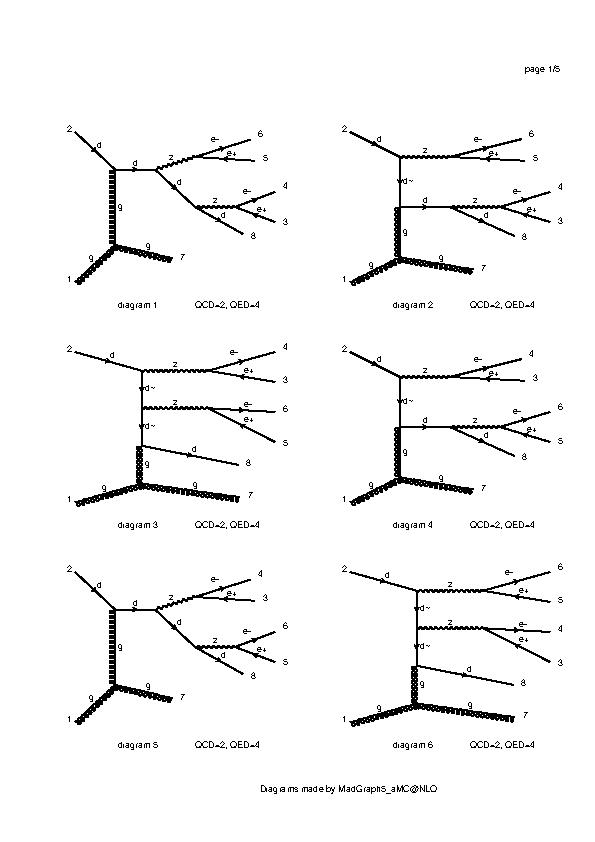 page 1/5
2 d d z e- 6
e+ 5
g d z e- 4
d e+ 3
8
g g 7
1
diagram 1 QCD=2, QED=4
2 d z e- 6
e+ 5
d~
d z e- 4
g d e+ 3
8
g g 7
1
diagram 2 QCD=2, QED=4
2 d z e- 4
e+ 3
d~
z e- 6
d~ e+ 5
g d 8
g g 7
1
diagram 3 QCD=2, QED=4
2 d z e- 4
e+ 3
d~
d z e- 6
g d e+ 5
8
g g 7
1
diagram 4 QCD=2, QED=4
2 d d z e- 4
e+ 3
g d z e- 6
d e+ 5
8
g g 7
1
diagram 5 QCD=2, QED=4
2 d z e- 6
e+ 5
d~
z e- 4
d~ e+ 3
g d 8
g g 7
1
diagram 6 QCD=2, QED=4
Diagrams made by MadGraph5_aMC@NLO